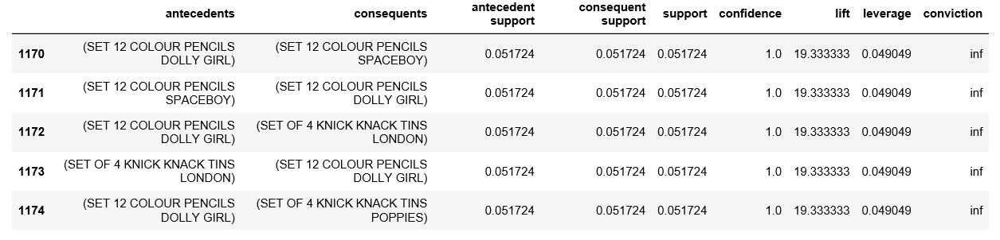 antecedents consequents antecedent support consequent support support confidence lift leverage conviction
1170 (SET 12 COLOUR PENCILS DOLLY GIRL) (SET 12 COLOUR PENCILS SPACEBOY) 0.051724 0.051724 0.051724 1.0 19.333333 0.049049 inf
1171 (SET 12 COLOUR PENCILS SPACEBOY) (SET 12 COLOUR PENCILS DOLLY GIRL) 0.051724 0.051724 0.051724 1.0 19.333333 0.049049 inf
1172 (SET 12 COLOUR PENCILS DOLLY GIRL) (SET OF 4 KNICK KNACK TINS LONDON) 0.051724 0.051724 0.051724 1.0 19.333333 0.049049 inf
1173 (SET OF 4 KNICK KNACK TINS LONDON) (SET 12 COLOUR PENCILS DOLLY GIRL) 0.051724 0.051724 0.051724 1.0 19.333333 0.049049 inf
1174 (SET 12 COLOUR PENCILS DOLLY GIRL) (SET OF 4 KNICK KNACK TINS POPPIES) 0.051724 0.051724 0.051724 1.0 19.333333 0.049049 inf